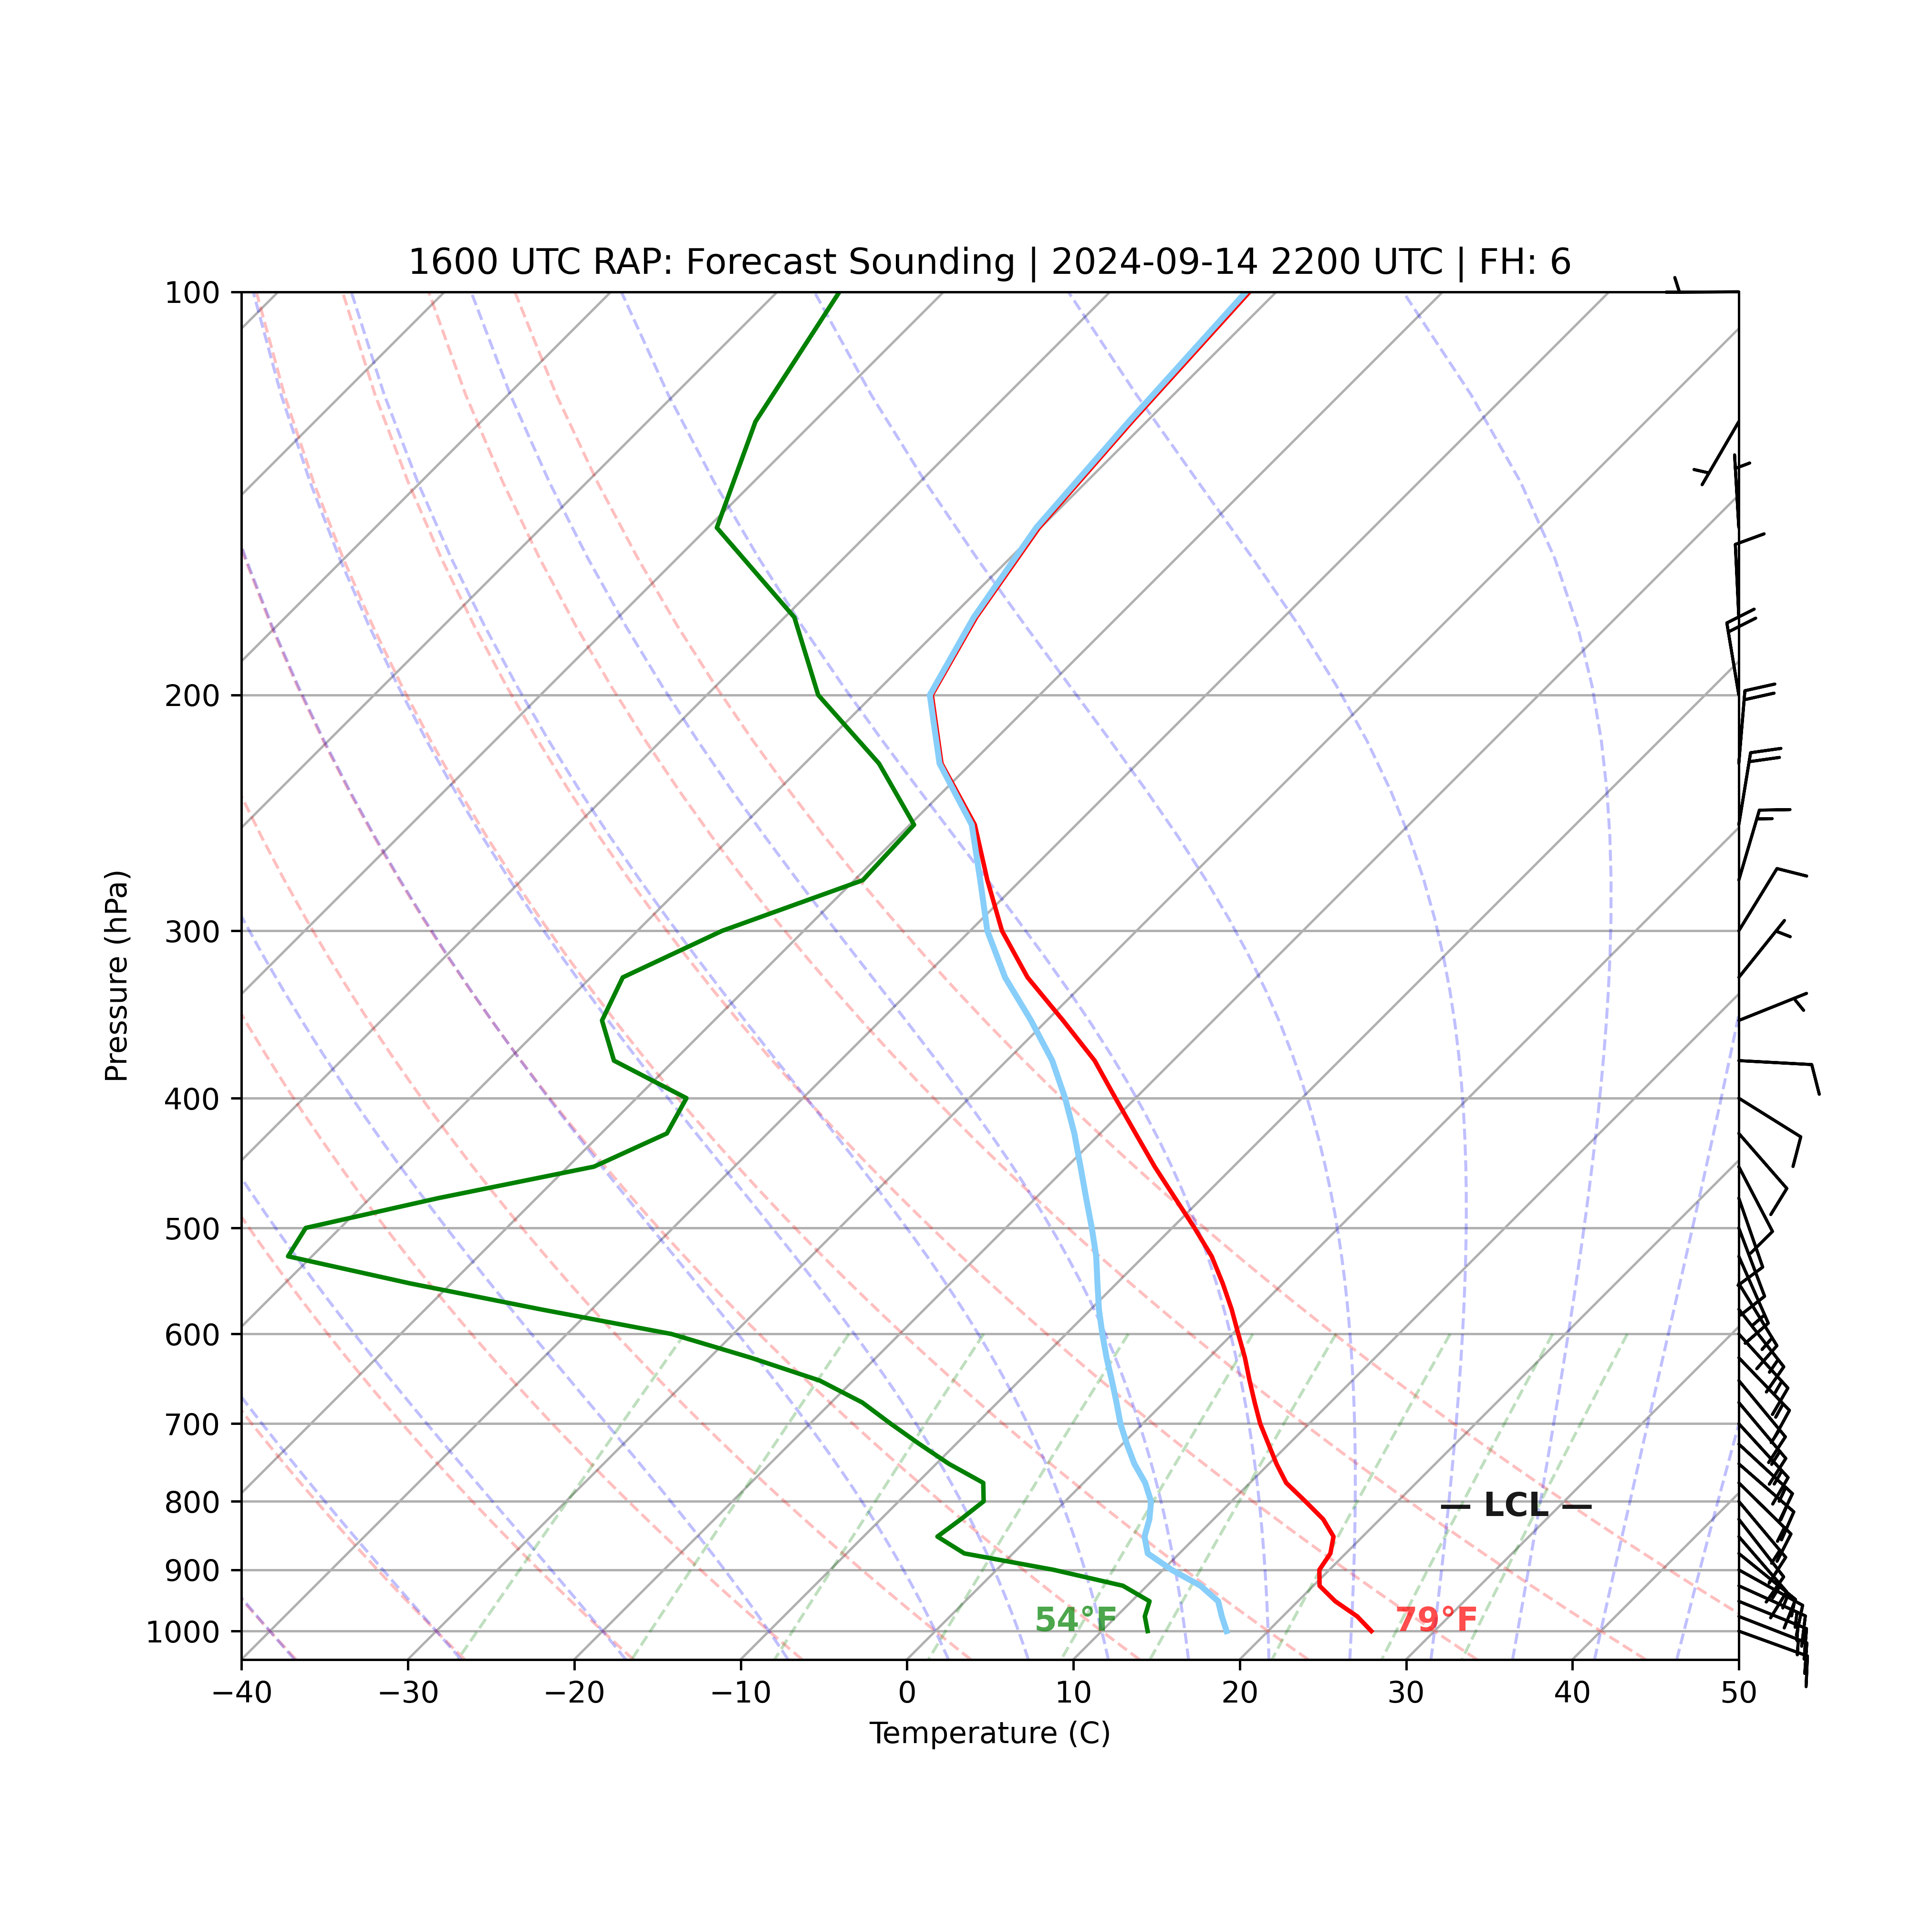 1600 UTC RAP: Forecast Sounding | 2024-09-14 2200 UTC | FH: 6
100
200
300
400
500
600
700
800
900
1000
Pressure (hPa)
— LCL —
54°F
79°F
−40 −30 −20 −10 0 10 20 30 40 50
Temperature (C)